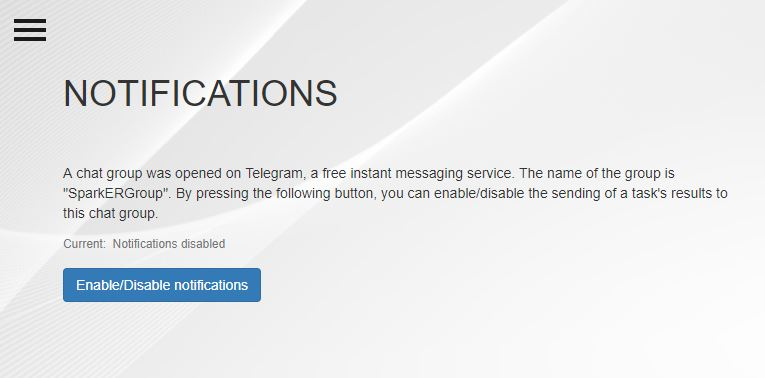 NOTIFICATIONS
A chat group was opened on Telegram, a free instant messaging service. The name of the group is
"SparkERGroup". By pressing the following button, you can enable/disable the sending of a task's results to
this chat group.
Current:  Notifications disabled
Enable/Disable notifications